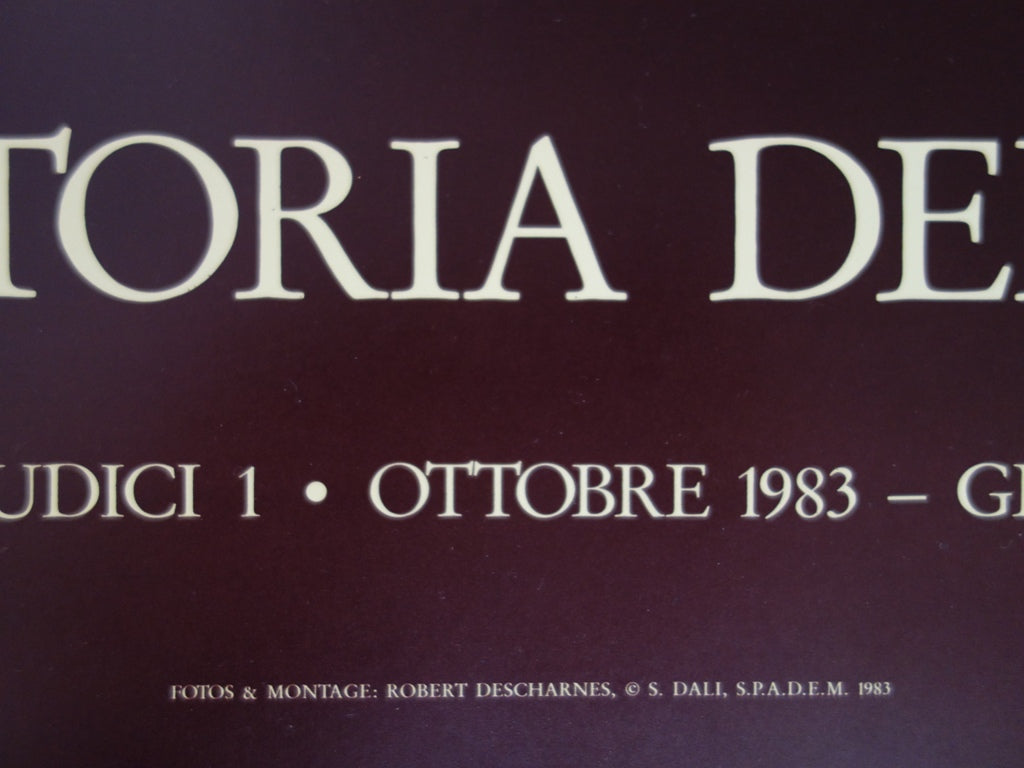 TORIA DE
UDICI 1 • OTTOBRE 1983 – G
FOTOS & MONTAGE: ROBERT DESCHARNES, © S. DALI, S.P.A.D.E.M. 1983